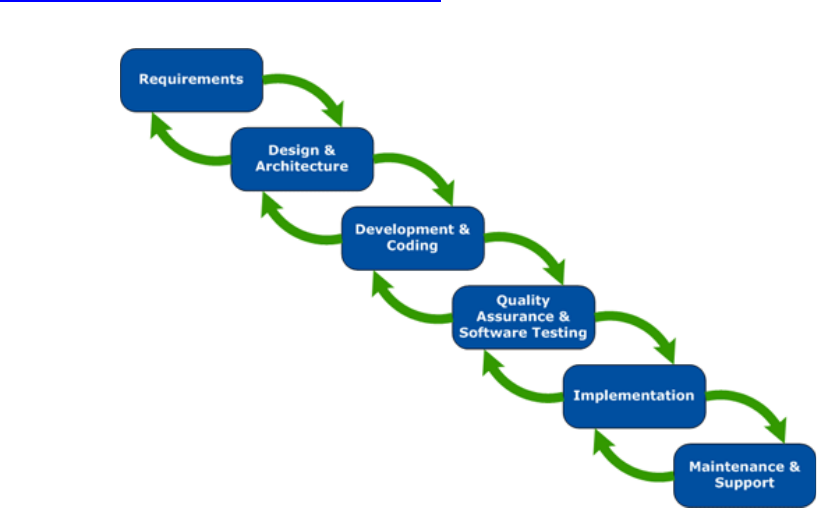 Requirements
Design &
Architecture
Development &
Coding
Quality
Assurance &
Software Testing
Implementation
Maintenance &
Support